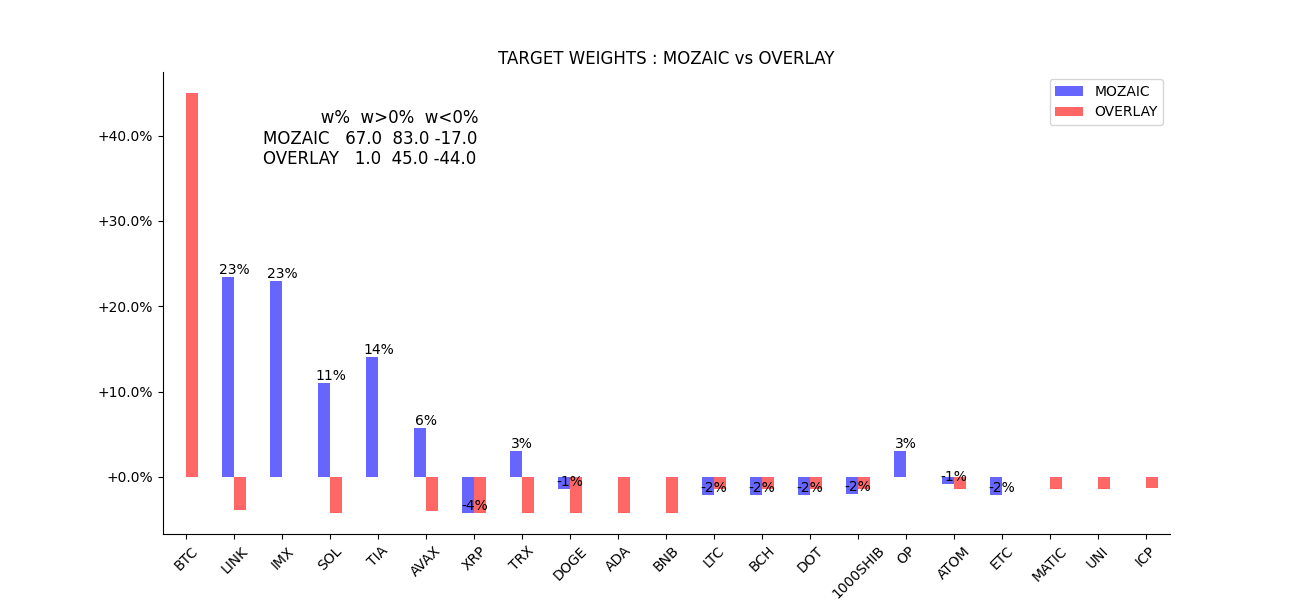 TARGET WEIGHTS : MOZAIC vs OVERLAY
MOZAIC
OVERLAY
w% w>0% w<0%
MOZAIC 67.0 83.0 -17.0
OVERLAY 1.0 45.0 -44.0
+40.0%
+30.0%
+20.0%
+10.0%
+0.0%
23%
23%
11%
14%
6%
-4%
3%
-1%
-2%
-2%
-2%
-2%
3%
-1%
-2%
BTC
LINK
IMX
SOL
TIA
AVAX
XRP
TRX
DOGE
ADA
BNB
LTC
BCH
DOT
1000SHIB
OP
ATOM
ETC
MATIC
UNI
ICP